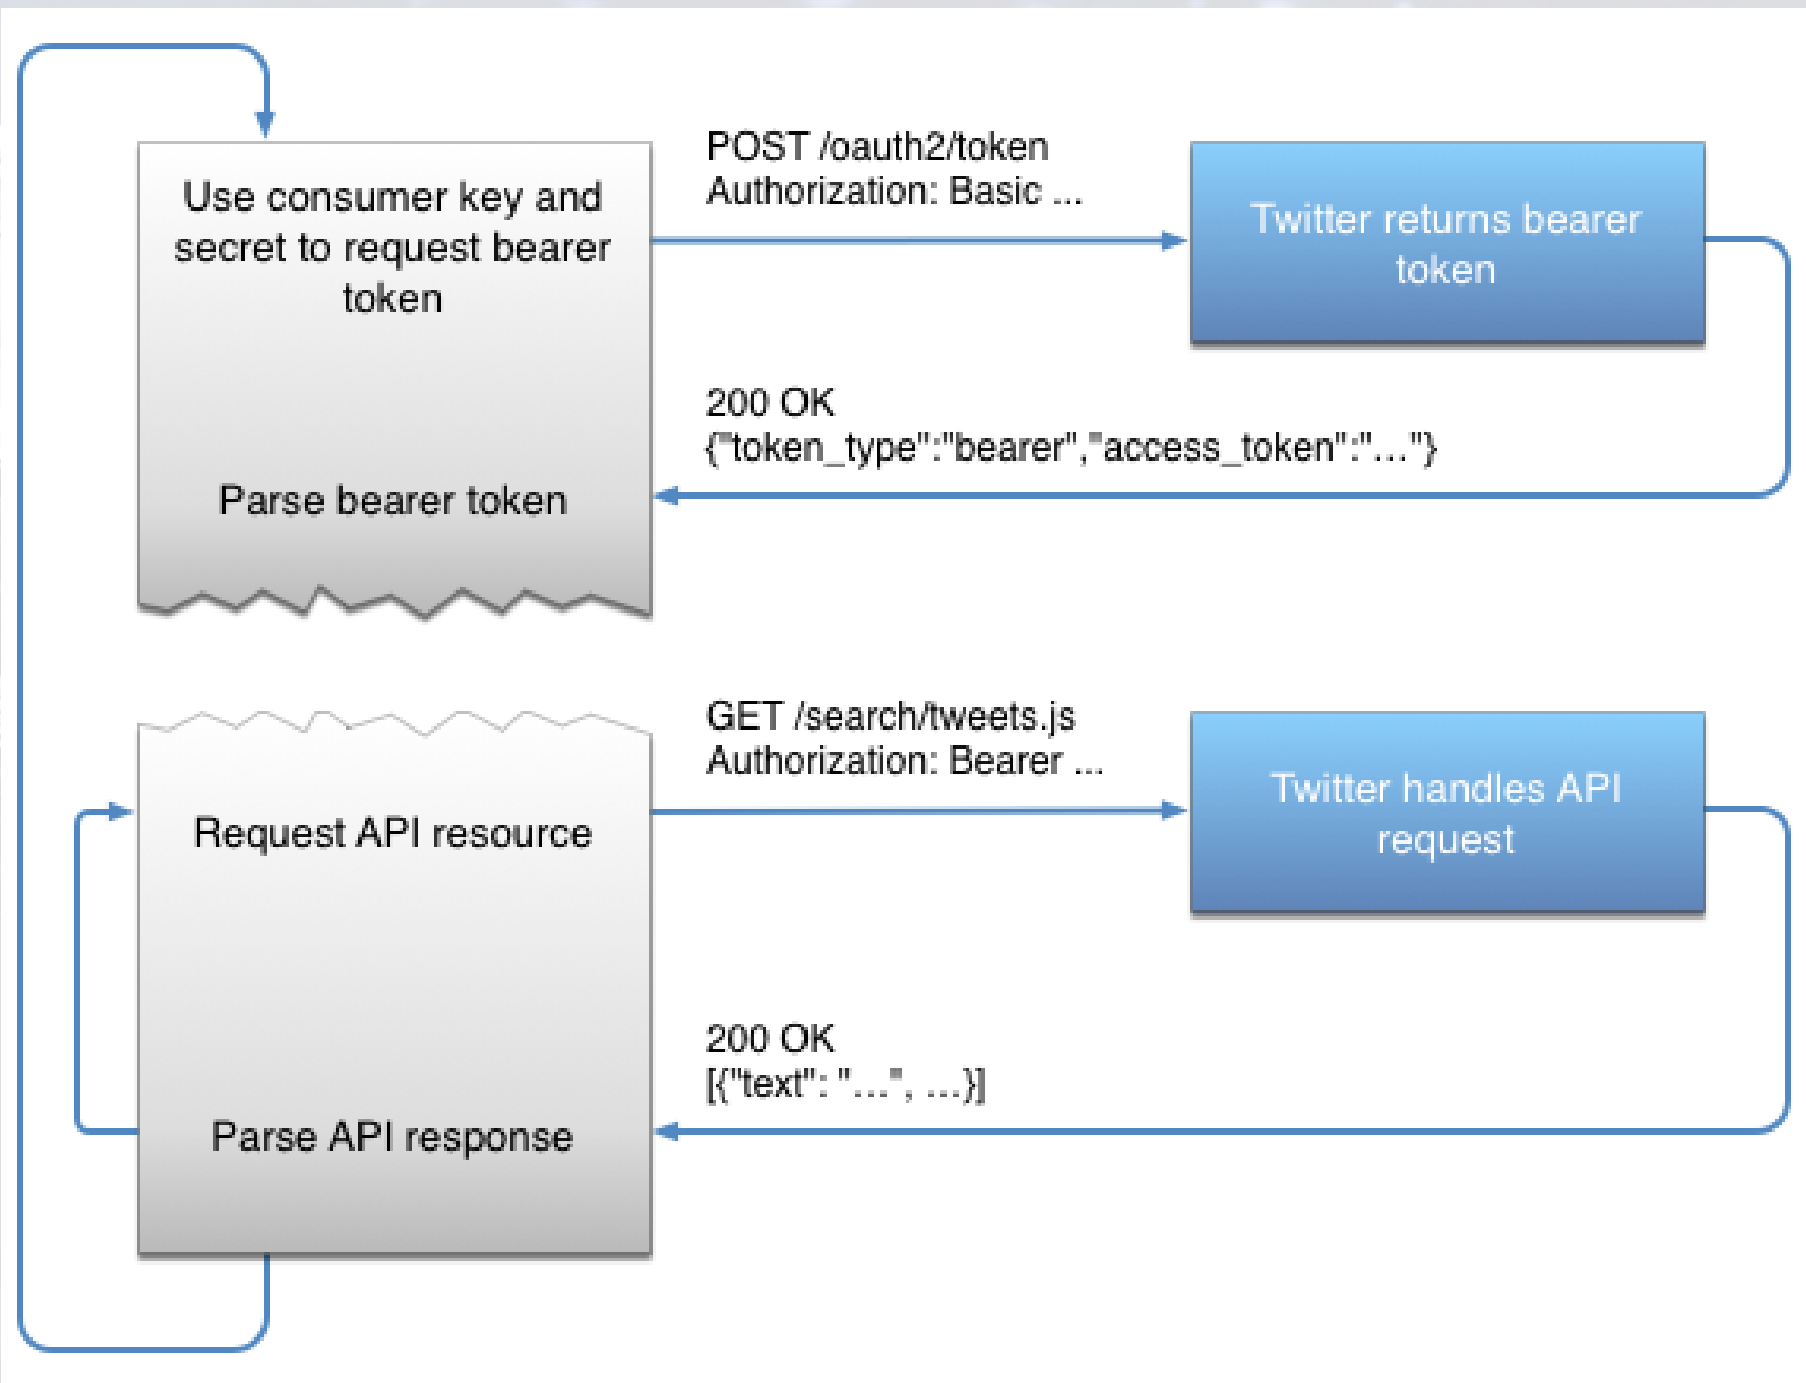 Use consumer key and
secret to request bearer
token
POST /oauth2/token
Authorization: Basic ...
Twitter returns bearer
token
200 OK
{"token_type":"bearer","access_token":"..."}
Parse bearer token
GET /search/tweets.js
Authorization: Bearer ...
Request API resource
Twitter handles API
request
200 OK
[{"text": "...", ...}]
Parse API response